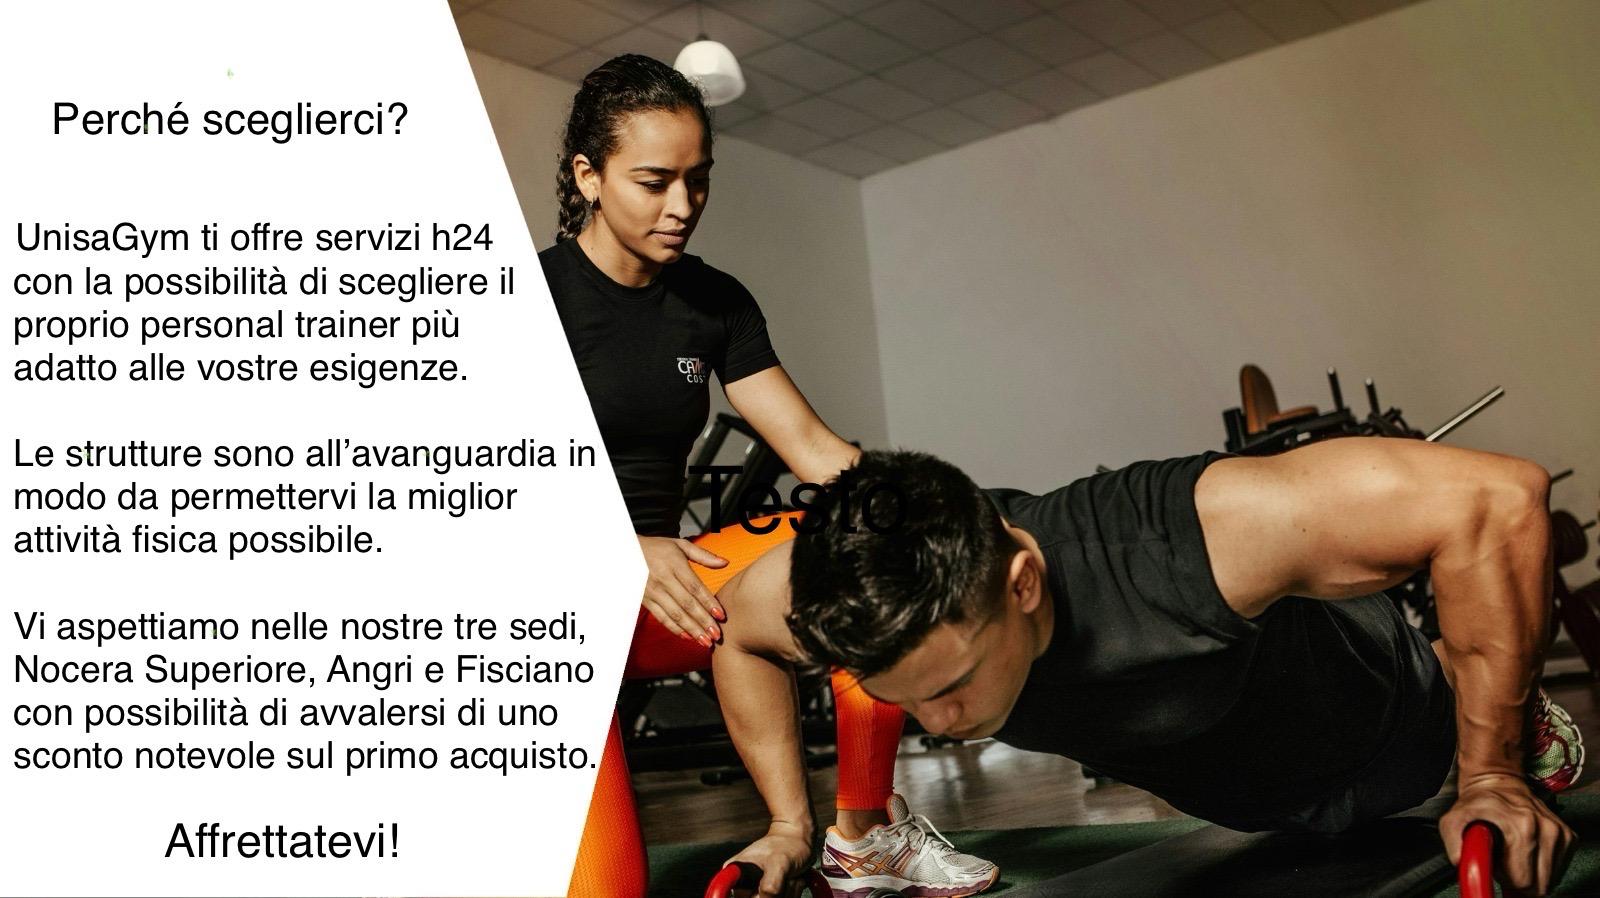 Perché sceglierci?
UnisaGym ti offre servizi h24
con la possibilità di scegliere il
proprio personal trainer più
adatto alle vostre esigenze.
Le strutture sono all’avanguardia in
modo da permettervi la miglior
attività fisica possibile.
Vi aspettiamo nelle nostre tre sedi,
Nocera Superiore, Angri e Fisciano
con possibilità di avvalersi di uno
sconto notevole sul primo acquisto.
Affrettatevi!
Testo